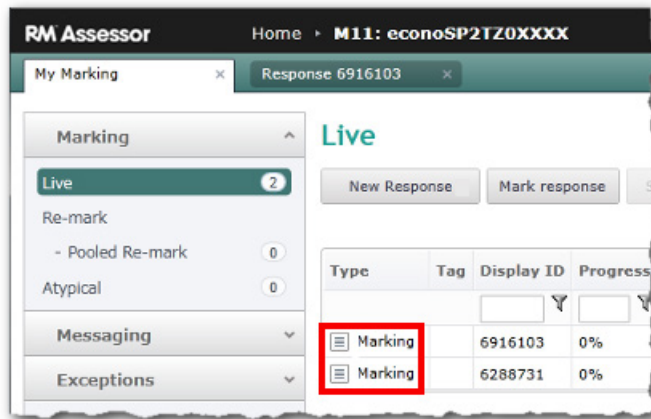 RM Assessor Home › M11: econoSP2TZ0XXXX
My Marking × Response 6916103 ×
Marking
Live 2
Re-mark
- Pooled Re-mark 0
Atypical 0
Messaging
Exceptions
Live
New Response Mark response
Type Tag Display ID Progress
Marking 6916103 0%
Marking 6288731 0%